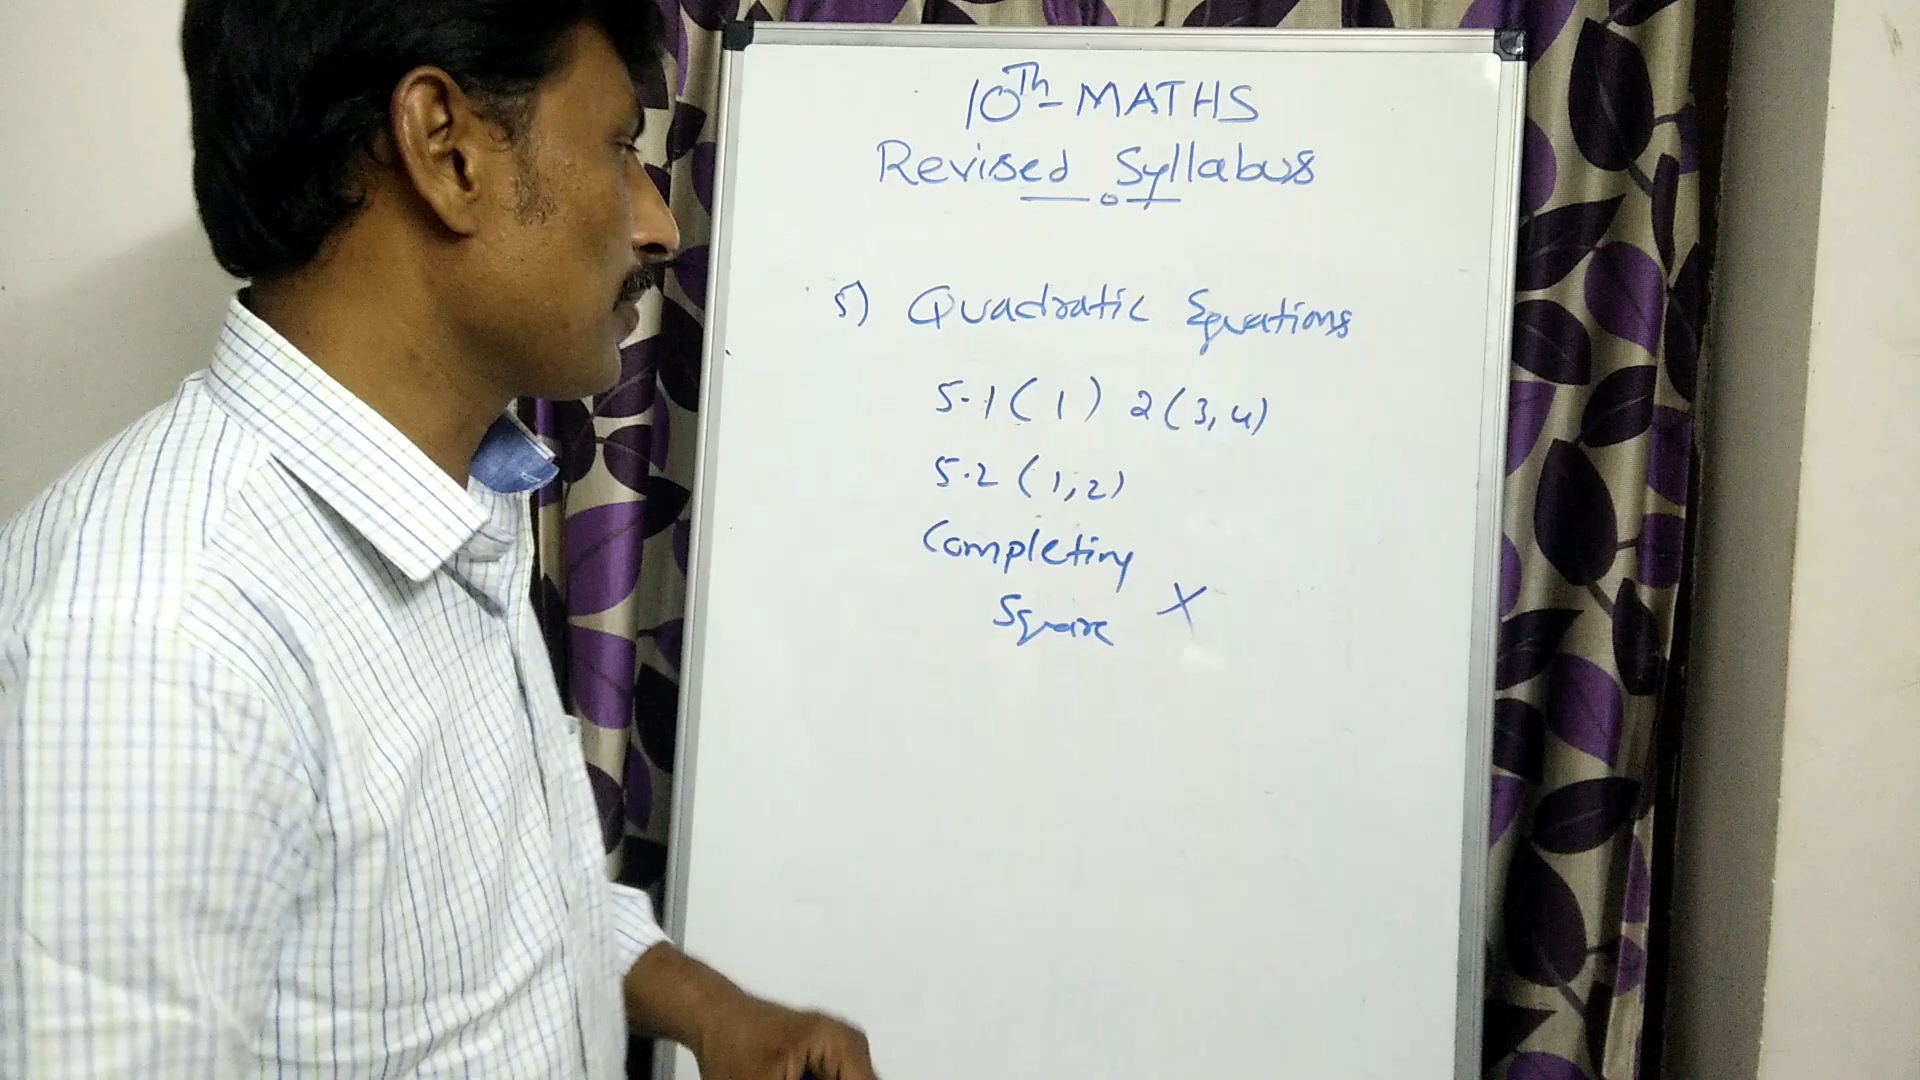 10Th-MATHS
Revised Syllabus
5) Quadratic Equations
5.1 (1) 2(3,4)
5.2 (1,2)
Completing
Square X